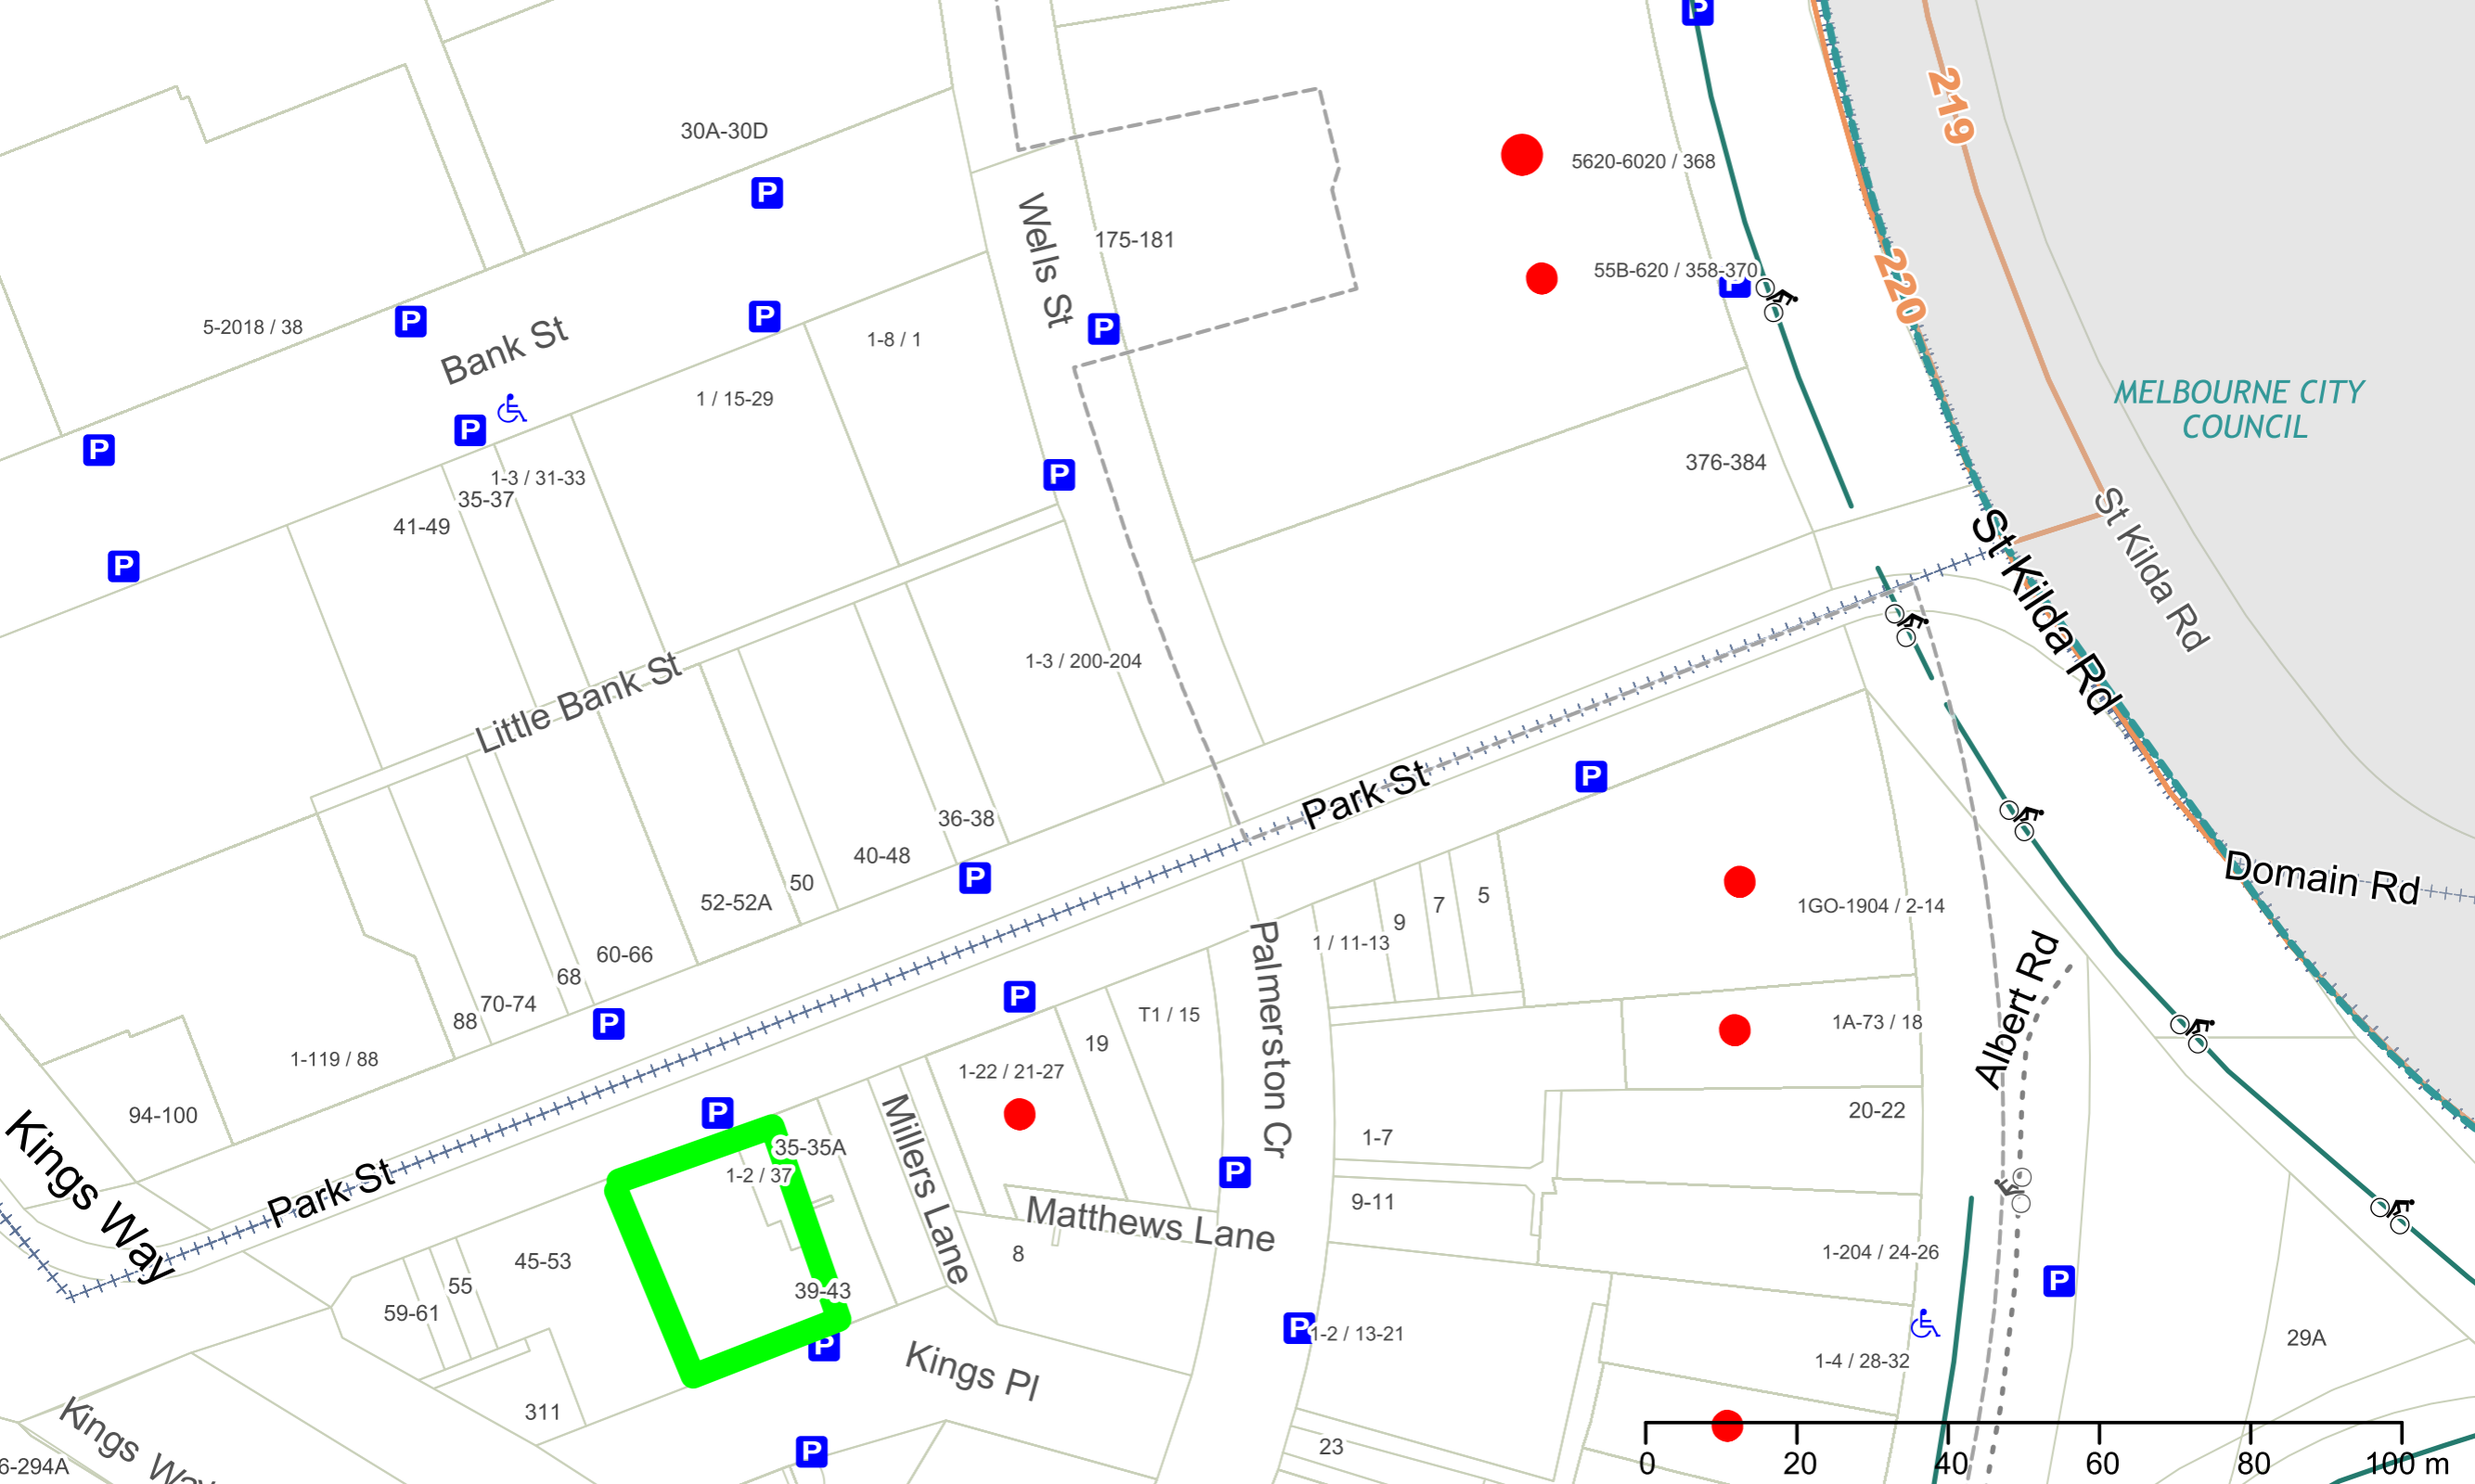 P
219
30A-30D
5620-6020 / 368
P
Wells St
175-181
220
55B-620 / 358-370
P
5-2018 / 38
P
P
P
Bank St
1-8 / 1
MELBOURNE CITY
COUNCIL
1 / 15-29
P
P
376-384
P
1-3 / 31-33
35-37
41-49
St Kilda Rd
St Kilda Rd
P
1-3 / 200-204
Little Bank St
Park St
P
36-38
40-48
Domain Rd
50
P
52-52A
5
7
9
1GO-1904 / 2-14
1 / 11-13
60-66
68
70-74
88
P
P
T1 / 15
Palmerston Cr
Albert Rd
1A-73 / 18
19
1-119 / 88
1-22 / 21-27
94-100
P
20-22
1-7
35-35A
1-2 / 37
Millers Lane
P
Kings Way
Park St
9-11
Matthews Lane
8
1-204 / 24-26
45-53
55
39-43
P
59-61
P
1-2 / 13-21
29A
P
Kings Pl
1-4 / 28-32
311
Kings Way
23
P
6-294A
0 20 40 60 80 100 m